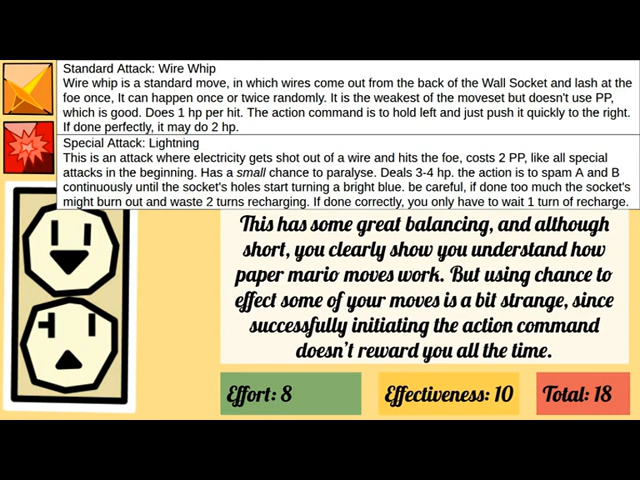 Standard Attack: Wire Whip
Wire whip is a standard move, in which wires come out from the back of the Wall Socket and lash at the
foe once, It can happen once or twice randomly. It is the weakest of the moveset but doesn't use PP,
which is good. Does 1 hp per hit. The action command is to hold left and just push it quickly to the right.
If done perfectly, it may do 2 hp.
Special Attack: Lightning
This is an attack where electricity gets shot out of a wire and hits the foe, costs 2 PP, like all special
attacks in the beginning. Has a small chance to paralyse. Deals 3-4 hp. the action is to spam A and B
continuously until the socket's holes start turning a bright blue. be careful, if done too much the socket's
might burn out and waste 2 turns recharging. If done correctly, you only have to wait 1 turn of recharge.
This has some great balancing, and although
short, you clearly show you understand how
paper mario moves work. But using chance to
effect some of your moves is a bit strange, since
successfully initiating the action command
doesn't reward you all the time.
Effort: 8
Effectiveness: 10
Total: 18